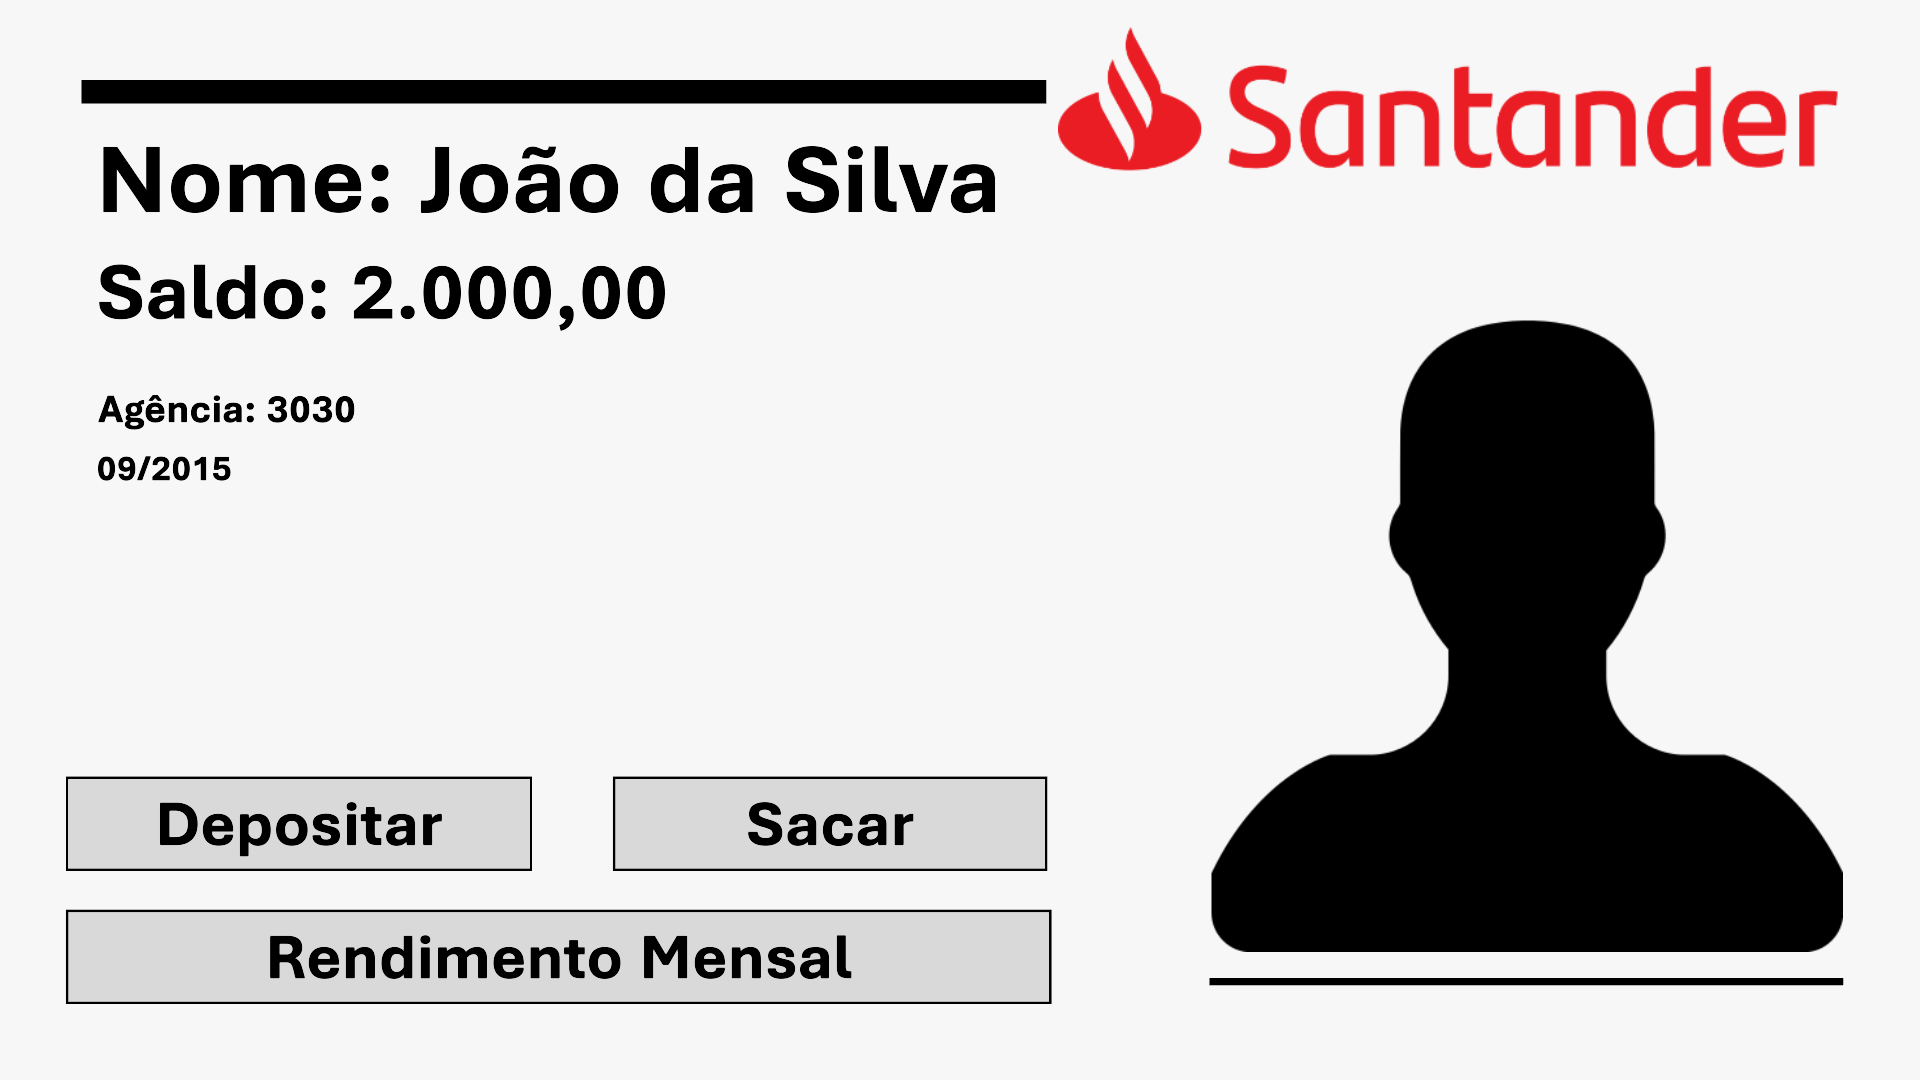 Santander
Nome: João da Silva
Saldo: 2.000,00
Agência: 3030
09/2015
Depositar
Sacar
Rendimento Mensal